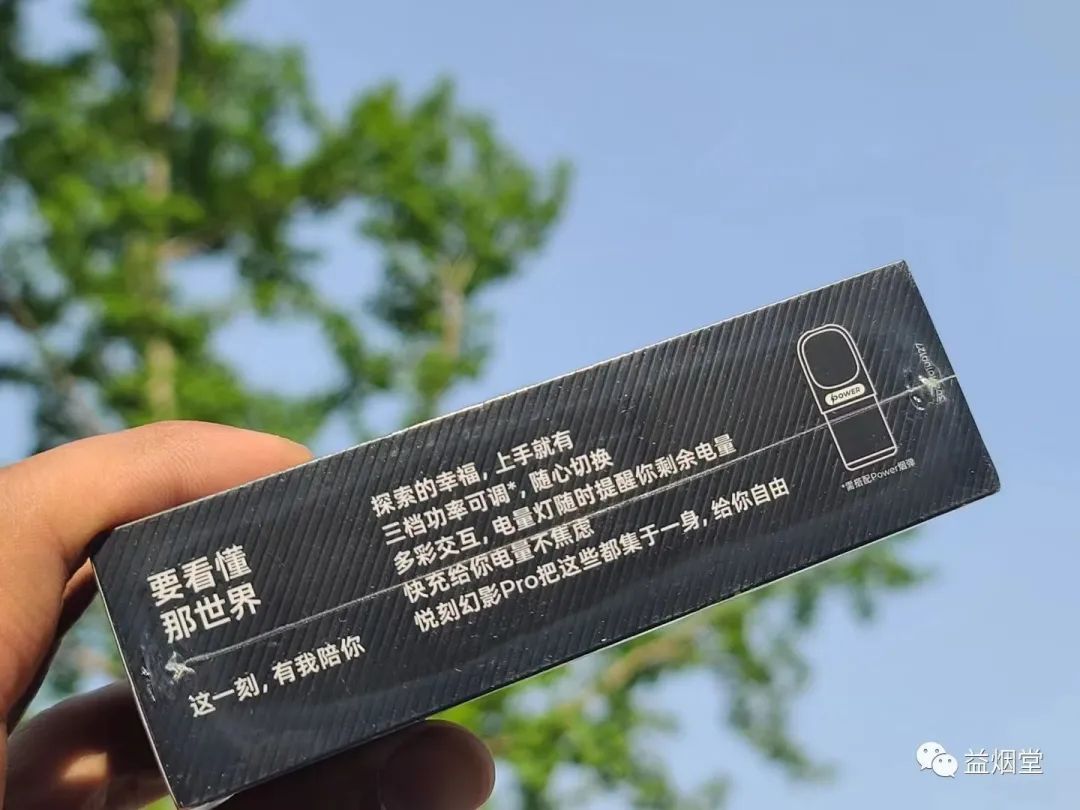 要看懂
那世界
这一刻，有我陪你
探索的幸福，上手就有
三档功率可调*，随心切换
多彩交互，电量灯随时提醒你剩余电量
快充给你电量不焦虑
悦刻幻影Pro把这些都集于一身，给你自由
POWER
*需搭配Power烟弹
益烟堂